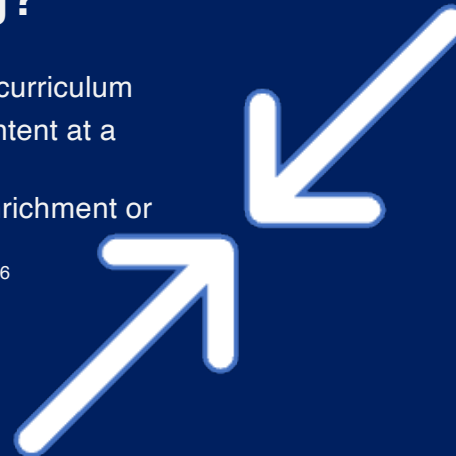 g?
curriculum
ntent at a
richment or
6